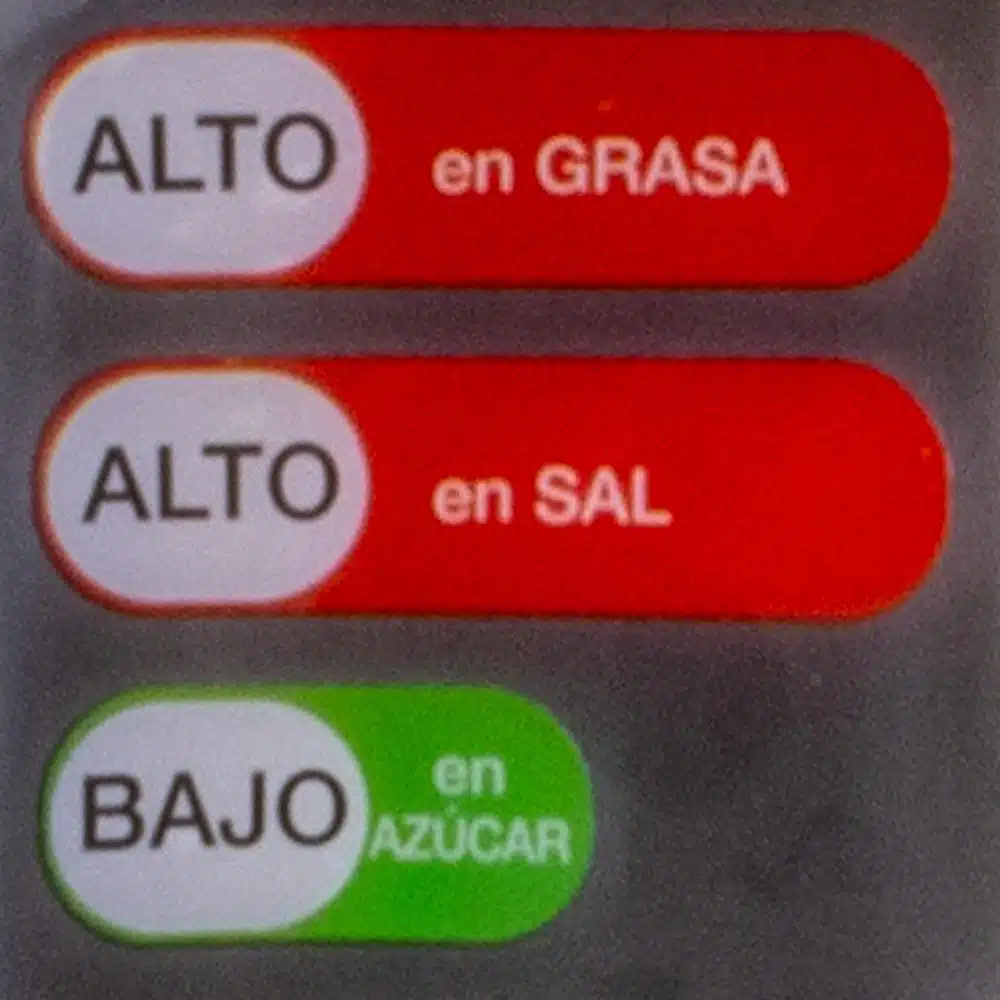 ALTO en GRASA
ALTO en SAL
BAJO en
AZÚCAR